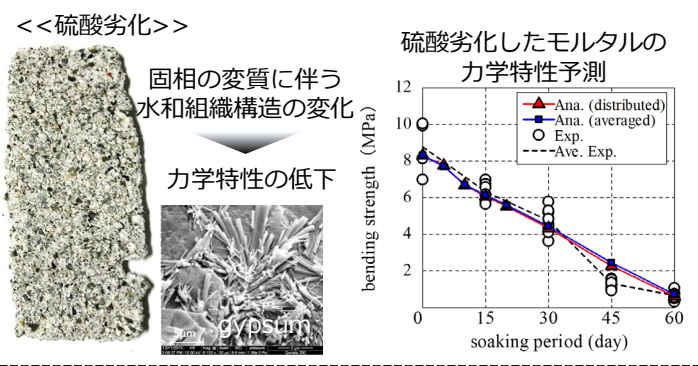 <<硫酸劣化>>
固相の変質に伴う
水和組織構造の変化
力学特性の低下
5μm
gypsum
硫酸劣化したモルタルの
力学特性予測
bending strength (MPa)
12
10
8
6
4
2
0
15
30
45
60
soaking period (day)
Ana. (distributed)
Ana. (averaged)
Exp.
Ave. Exp.